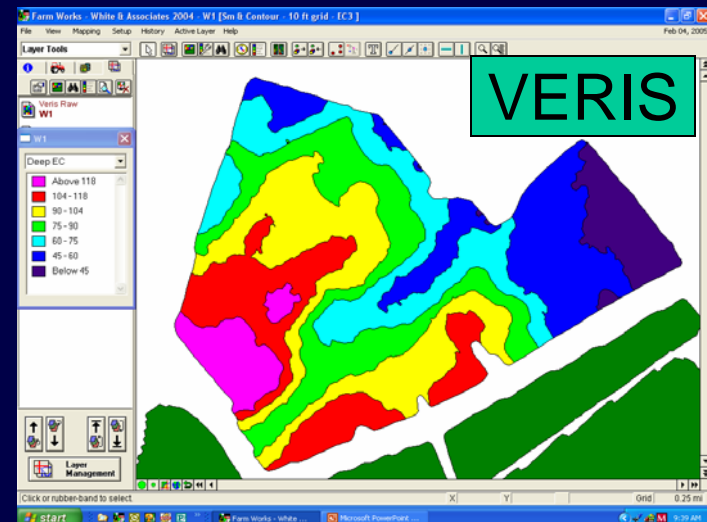 Farm Works - White & Associates 2004 - W1 [Sm & Contour - 10 ft grid - EC3 ]
File View Mapping Setup History Active Layer Help Feb 04, 2005
Layer Tools
VERIS
Veris Raw
W1
W1
Deep EC
Above 118
104 - 118
90 - 104
75 - 90
60 - 75
45 - 60
Below 45
Layer
Management
Click or rubber-band to select. X Y Grid 0.25 mi
start Farm Works - White ... Microsoft PowerPoint ... 9:39 AM